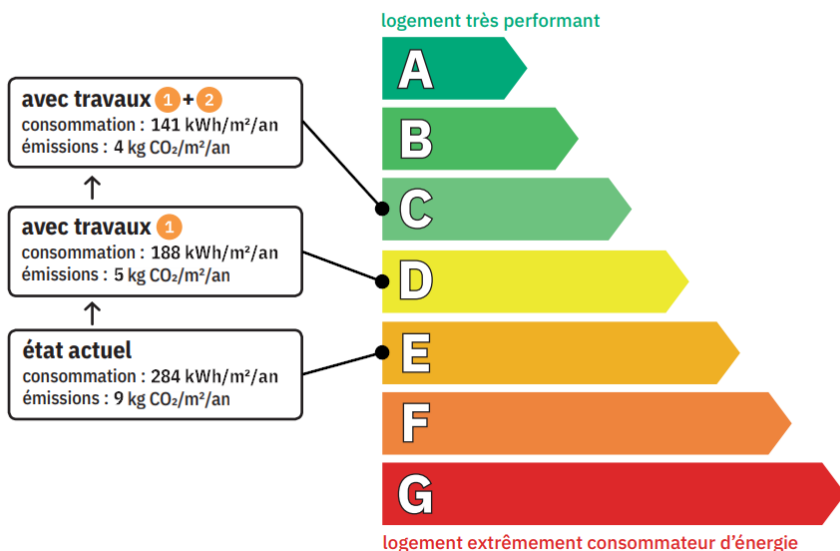 logement très performant
A
B
C
D
E
F
G
logement extrêmement consommateur d'énergie
avec travaux 1 + 2
consommation : 141 kWh/m²/an
émissions : 4 kg CO₂/m²/an
avec travaux 1
consommation : 188 kWh/m²/an
émissions : 5 kg CO₂/m²/an
état actuel
consommation : 284 kWh/m²/an
émissions : 9 kg CO₂/m²/an